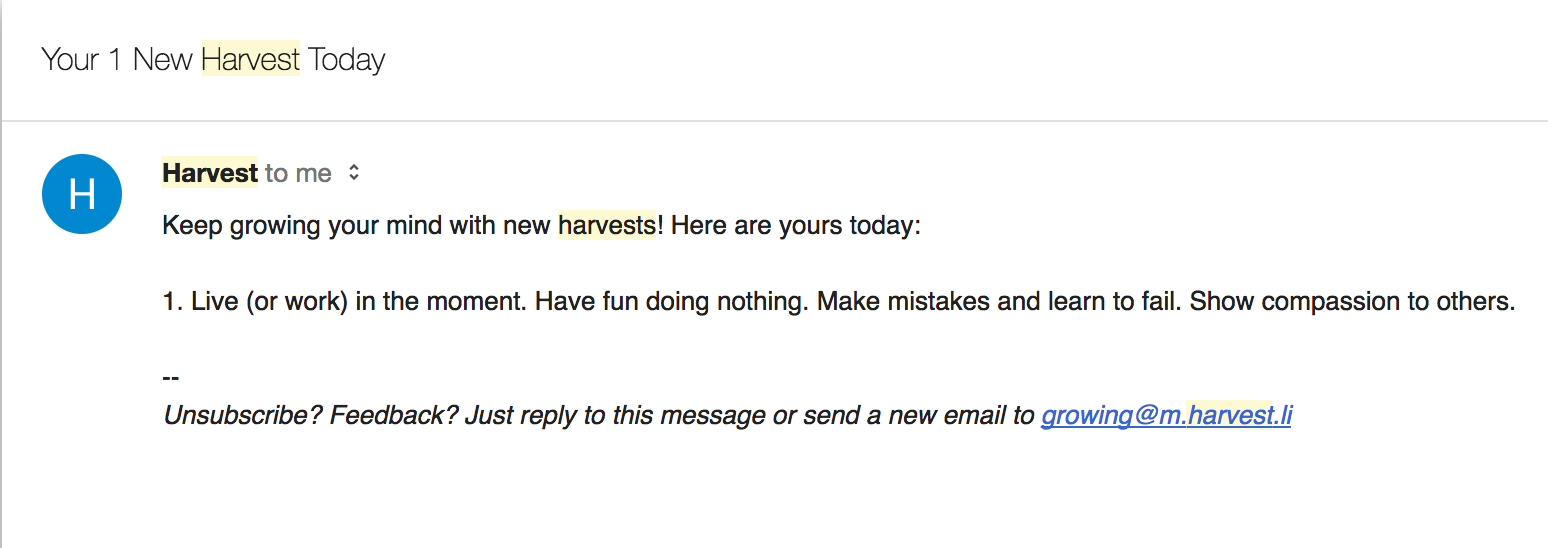 Your 1 New Harvest Today
H
Harvest to me
Keep growing your mind with new harvests! Here are yours today:
1. Live (or work) in the moment. Have fun doing nothing. Make mistakes and learn to fail. Show compassion to others.
--
Unsubscribe? Feedback? Just reply to this message or send a new email to growing@m.harvest.li